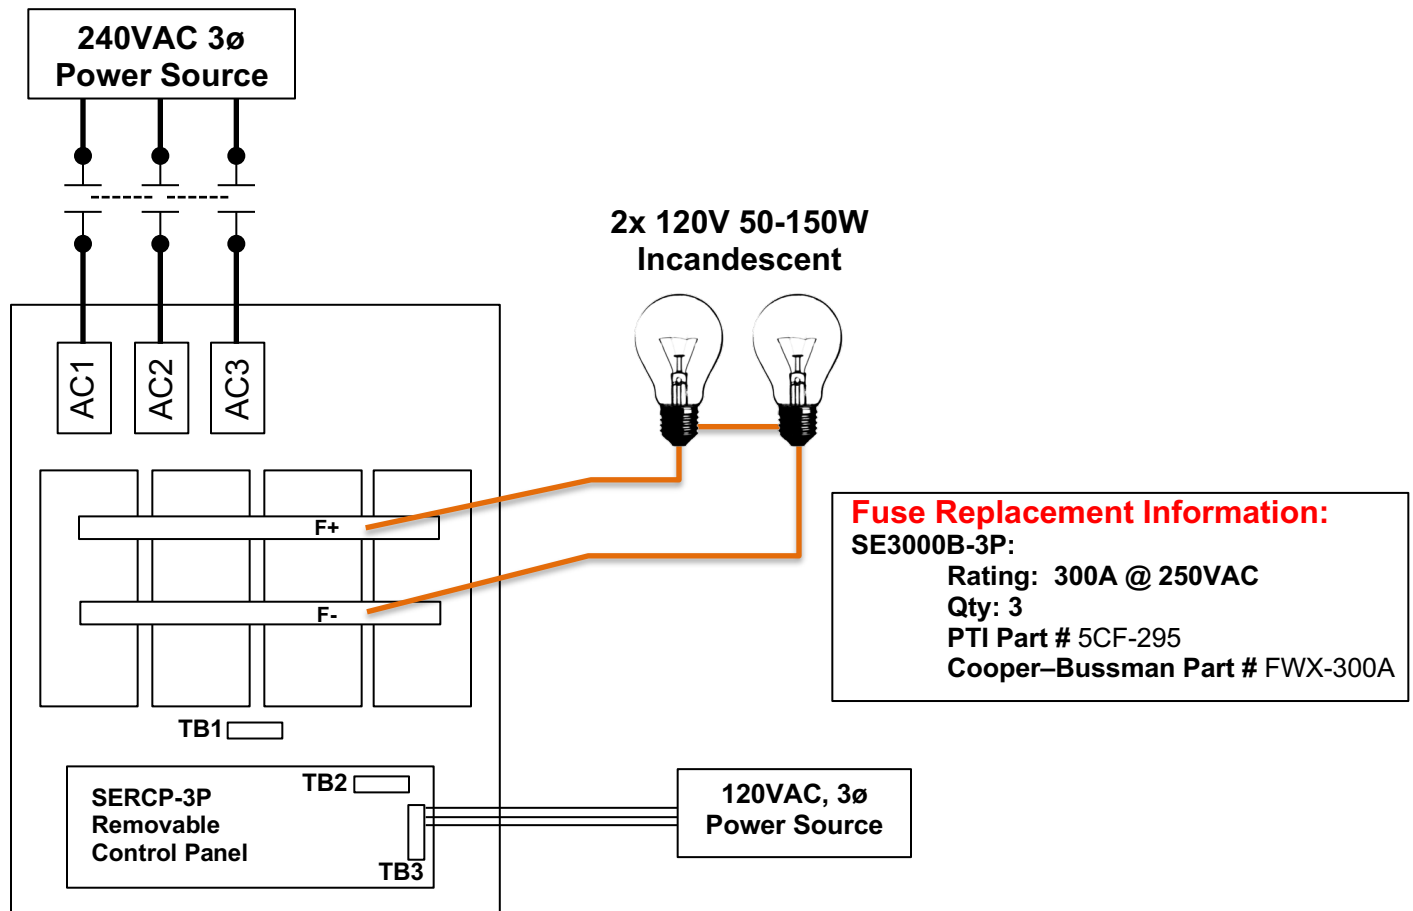 240VAC 3ø
Power Source
2x 120V 50-150W
Incandescent
AC1
AC2
AC3
F+
F-
Fuse Replacement Information:
SE3000B-3P:
Rating: 300A @ 250VAC
Qty: 3
PTI Part # 5CF-295
Cooper–Bussman Part # FWX-300A
TB1
TB2
SERCP-3P
Removable
Control Panel
TB3
120VAC, 3ø
Power Source